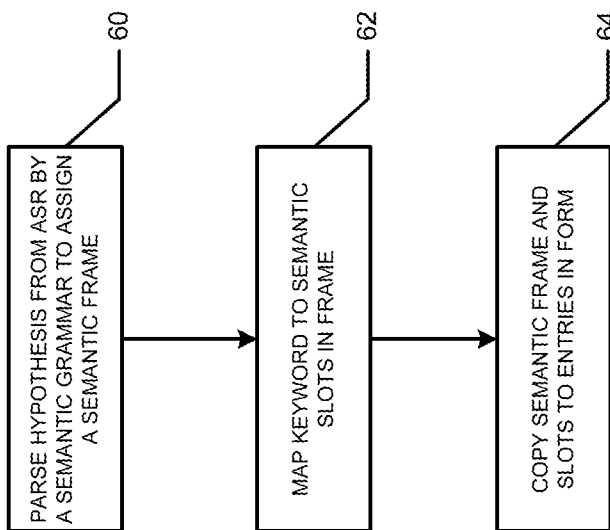 PARSE HYPOTHESIS FROM ASR BY
A SEMANTIC GRAMMAR TO ASSIGN
A SEMANTIC FRAME
60
MAP KEYWORD TO SEMANTIC
SLOTS IN FRAME
62
COPY SEMANTIC FRAME AND
SLOTS TO ENTRIES IN FORM
64